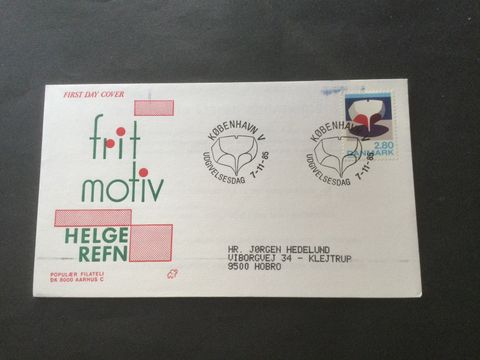 FIRST DAY COVER
frit
motiv
HELGE
REFN
POPULÆR FILATELI
DK 8000 AARHUS C
KØBENHAVN V
UDGIVELSESDAG
7-11-85
KØBENHAVN V
UDGIVELSESDAG
7-11-85
2.80
DANMARK
HR. JØRGEN HEDELUND
VIBORGVEJ 34 - KLEJTRUP
9500 HOBRO